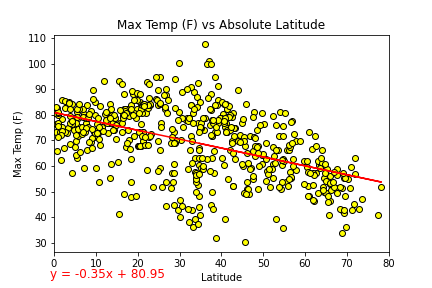 Max Temp (F) vs Absolute Latitude
110
100
90
80
70
60
50
40
30
Max Temp (F)
0 10 20 30 40 50 60 70 80
Latitude
y = -0.35x + 80.95